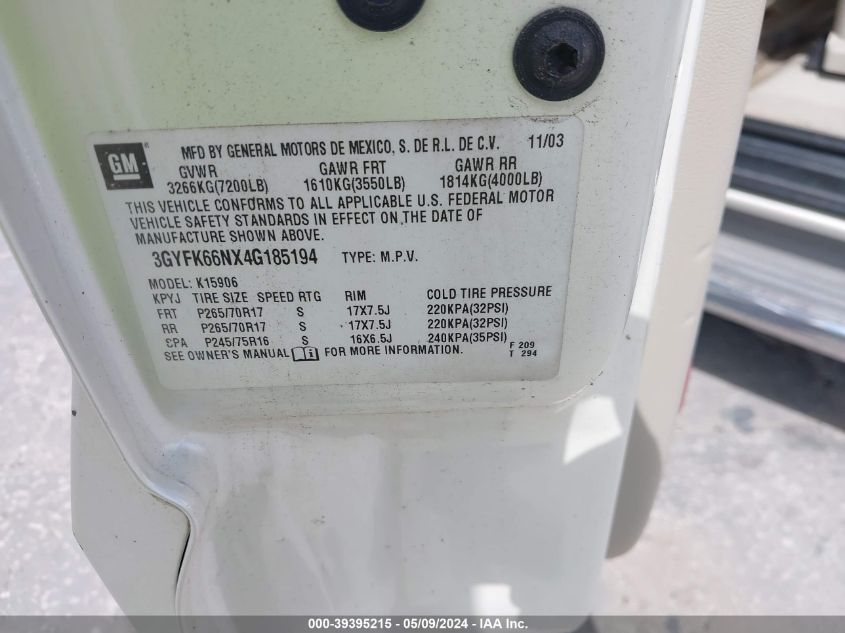 GM
MFD BY GENERAL MOTORS DE MEXICO, S. DE R.L. DE C.V. 11/03
GVWR GAWR FRT GAWR RR
3266KG(7200LB) 1610KG(3550LB) 1814KG(4000LB)
THIS VEHICLE CONFORMS TO ALL APPLICABLE U.S. FEDERAL MOTOR
VEHICLE SAFETY STANDARDS IN EFFECT ON THE DATE OF
MANUFACTURE SHOWN ABOVE.
3GYFK66NX4G185194 TYPE: M.P.V.
MODEL: K15906
KPYJ TIRE SIZE SPEED RTG RIM COLD TIRE PRESSURE
FRT P265/70R17 S 17X7.5J 220KPA(32PSI)
RR P265/70R17 S 17X7.5J 220KPA(32PSI)
SPA P245/75R16 S 16X6.5J 240KPA(35PSI) F 209
SEE OWNER'S MANUAL FOR MORE INFORMATION. T 294
000-39395215 - 05/09/2024 - IAA Inc.